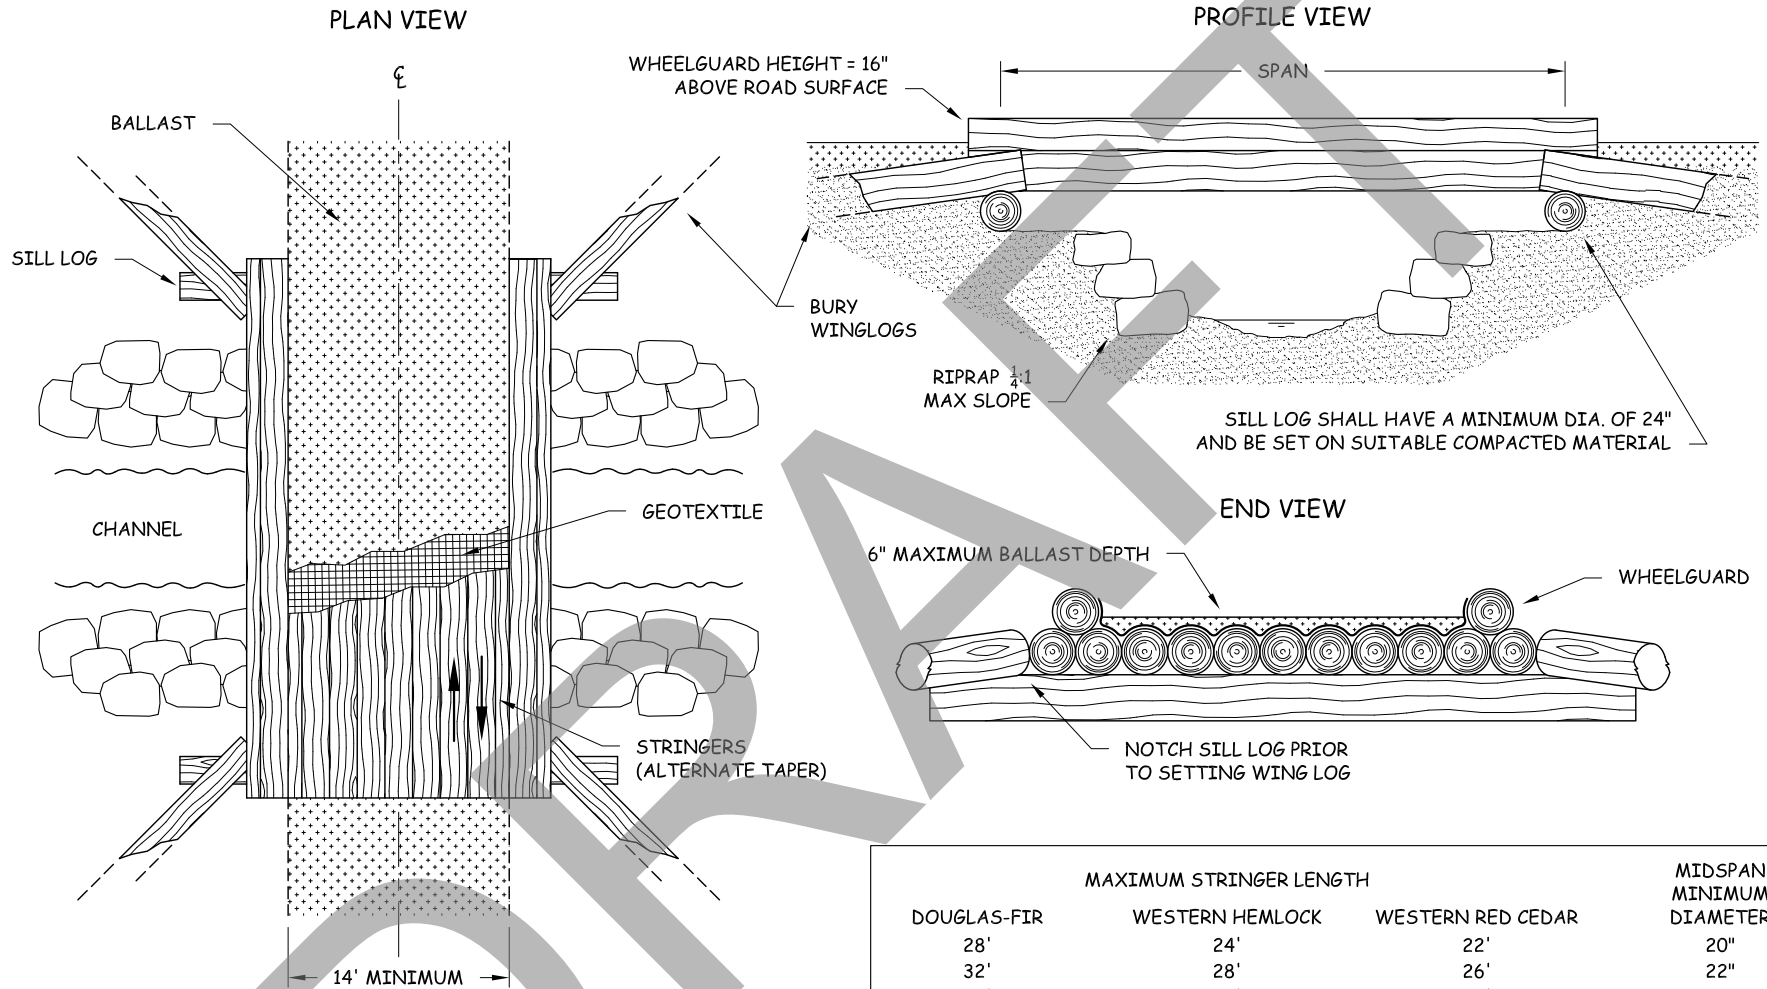 PLAN VIEW
℄
BALLAST
SILL LOG
CHANNEL
GEOTEXTILE
STRINGERS
(ALTERNATE TAPER)
14' MINIMUM
BURY
WINGLOGS
PROFILE VIEW
WHEELGUARD HEIGHT = 16"
ABOVE ROAD SURFACE
SPAN
RIPRAP 1/4:1
MAX SLOPE
SILL LOG SHALL HAVE A MINIMUM DIA. OF 24"
AND BE SET ON SUITABLE COMPACTED MATERIAL
END VIEW
6" MAXIMUM BALLAST DEPTH
WHEELGUARD
NOTCH SILL LOG PRIOR
TO SETTING WING LOG
MAXIMUM STRINGER LENGTH
MIDSPAN
MINIMUM
DIAMETER
DOUGLAS-FIR WESTERN HEMLOCK WESTERN RED CEDAR
28' 24' 22' 20"
32' 28' 26' 22"
DRAFT